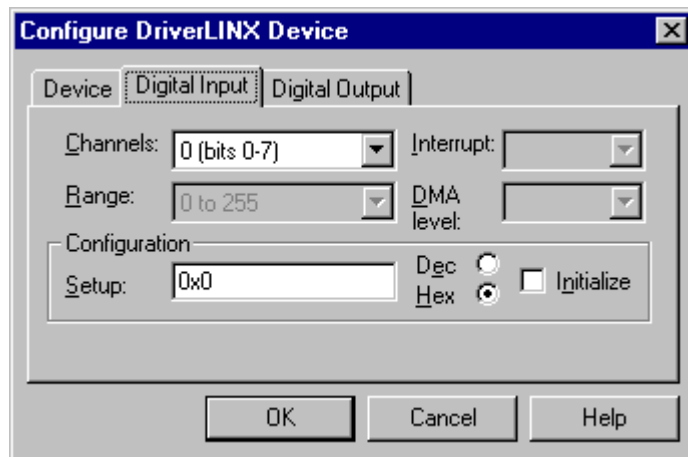 Configure DriverLINX Device
Device Digital Input Digital Output
Channels: 0 (bits 0-7) Interrupt:
Range: 0 to 255 DMA level:
Configuration
Setup: 0x0 Dec Hex Initialize
OK Cancel Help